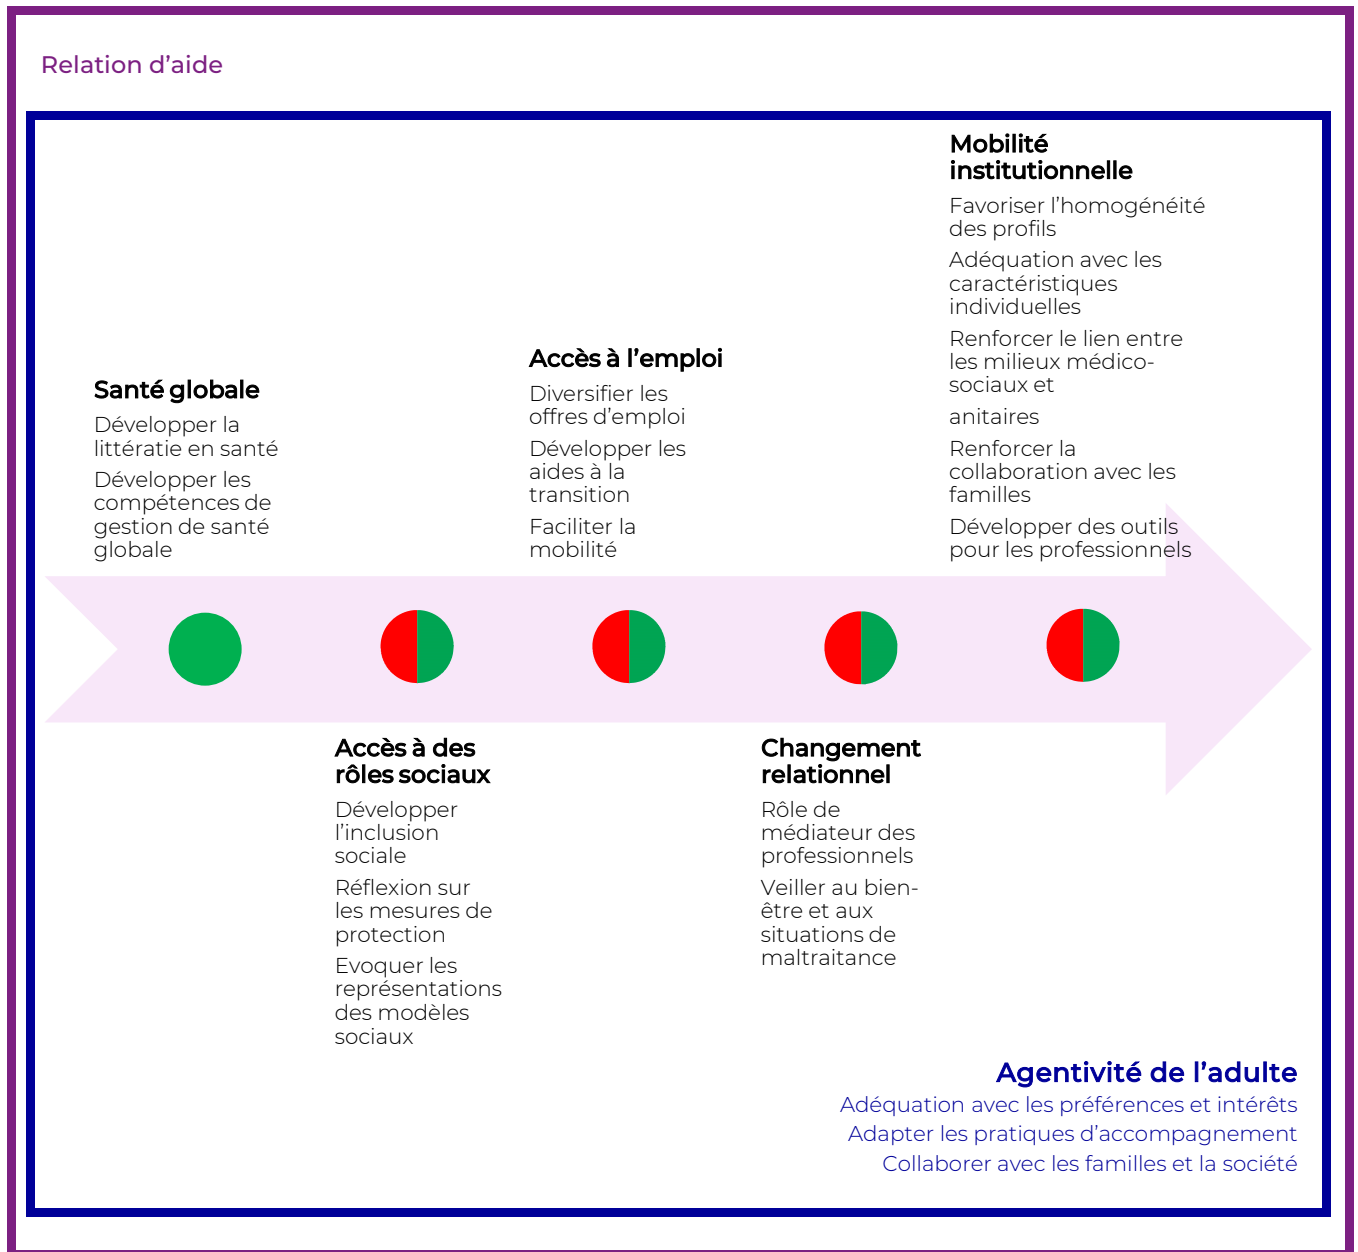 Relation d’aide
Mobilité
institutionnelle
Favoriser l’homogénéité
des profils
Adéquation avec les
caractéristiques
individuelles
Renforcer le lien entre
les milieux médico-
sociaux et
anitaires
Renforcer la
collaboration avec les
familles
Développer des outils
pour les professionnels
Accès à l’emploi
Diversifier les
offres d’emploi
Développer les
aides à la
transition
Faciliter la
mobilité
Santé globale
Développer la
littératie en santé
Développer les
compétences de
gestion de santé
globale
Accès à des
rôles sociaux
Développer
l’inclusion
sociale
Réflexion sur
les mesures de
protection
Evoquer les
représentations
des modèles
sociaux
Changement
relationnel
Rôle de
médiateur des
professionnels
Veiller au bien-
être et aux
situations de
maltraitance
Agentivité de l’adulte
Adéquation avec les préférences et intérêts
Adapter les pratiques d’accompagnement
Collaborer avec les familles et la société